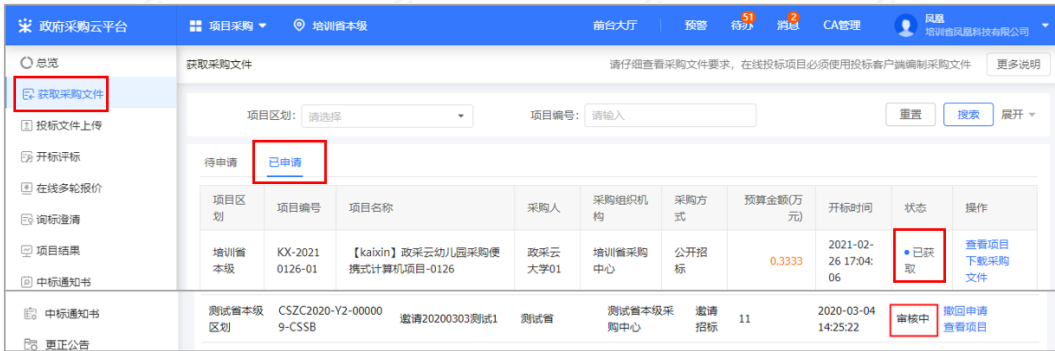 政府采购云平台 项目采购 培训省本级 前台大厅 预警 待办 51 消息 2 CA管理 凤凰
培训省凤凰科技有限公司
总览
获取采购文件 请仔细查看采购文件要求，在线投标项目必须使用投标客户端编制采购文件 更多说明
获取采购文件
投标文件上传
开标评标
在线多轮报价
询标澄清
项目结果
中标通知书
项目区划： 请选择 项目编号： 请输入 重置 搜索 展开
待申请 已申请
项目区划 项目编号 项目名称 采购人 采购组织机构 采购方式 预算金额(万元) 开标时间 状态 操作
培训省本级 KX-20210126-01 【kaixin】政采云幼儿园采购便携式计算机项目-0126 政采云大学01 培训省采购中心 公开招标 0.3333 2021-02-26 17:04:06 已获取 查看项目 下载采购文件
中标通知书
更正公告
测试省本级区划 CSZC2020-Y2-000009-CSSB 邀请20200303测试1 测试省 测试省本级采购中心 邀请招标 11 2020-03-04 14:25:22 审核中 撤回申请 查看项目